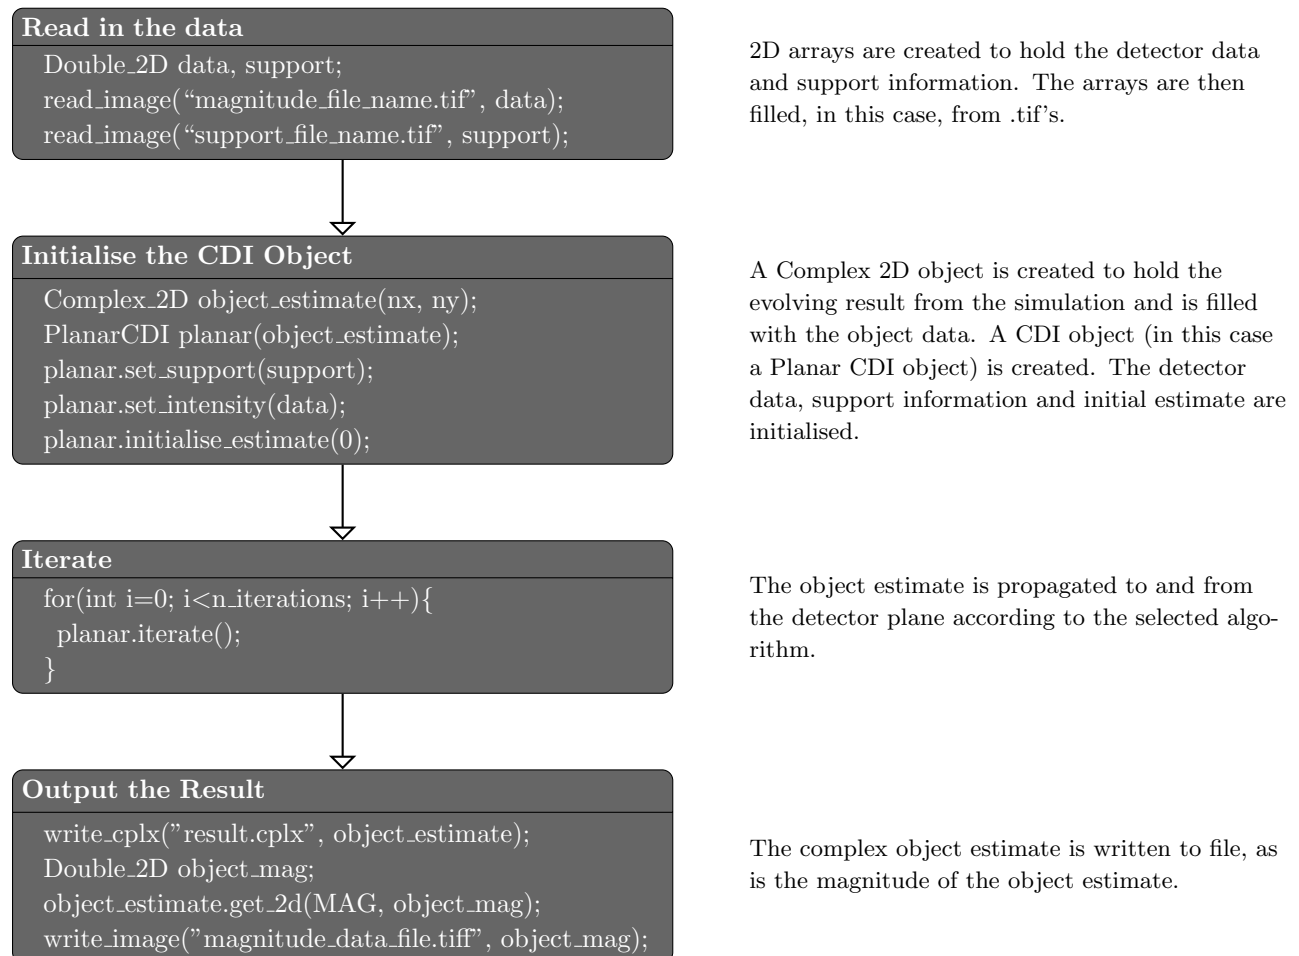 Read in the data
Double_2D data, support;
read_image(“magnitude_file_name.tif”, data);
read_image(“support_file_name.tif”, support);
2D arrays are created to hold the detector data
and support information. The arrays are then
filled, in this case, from .tif’s.
Initialise the CDI Object
Complex_2D object_estimate(nx, ny);
PlanarCDI planar(object_estimate);
planar.set_support(support);
planar.set_intensity(data);
planar.initialise_estimate(0);
A Complex 2D object is created to hold the
evolving result from the simulation and is filled
with the object data. A CDI object (in this case
a Planar CDI object) is created. The detector
data, support information and initial estimate are
initialised.
Iterate
for(int i=0; i<n_iterations; i++){
planar.iterate();
}
The object estimate is propagated to and from
the detector plane according to the selected algo-
rithm.
Output the Result
write_cplx(”result.cplx”, object_estimate);
Double_2D object_mag;
object_estimate.get_2d(MAG, object_mag);
write_image(”magnitude_data_file.tiff”, object_mag);
The complex object estimate is written to file, as
is the magnitude of the object estimate.